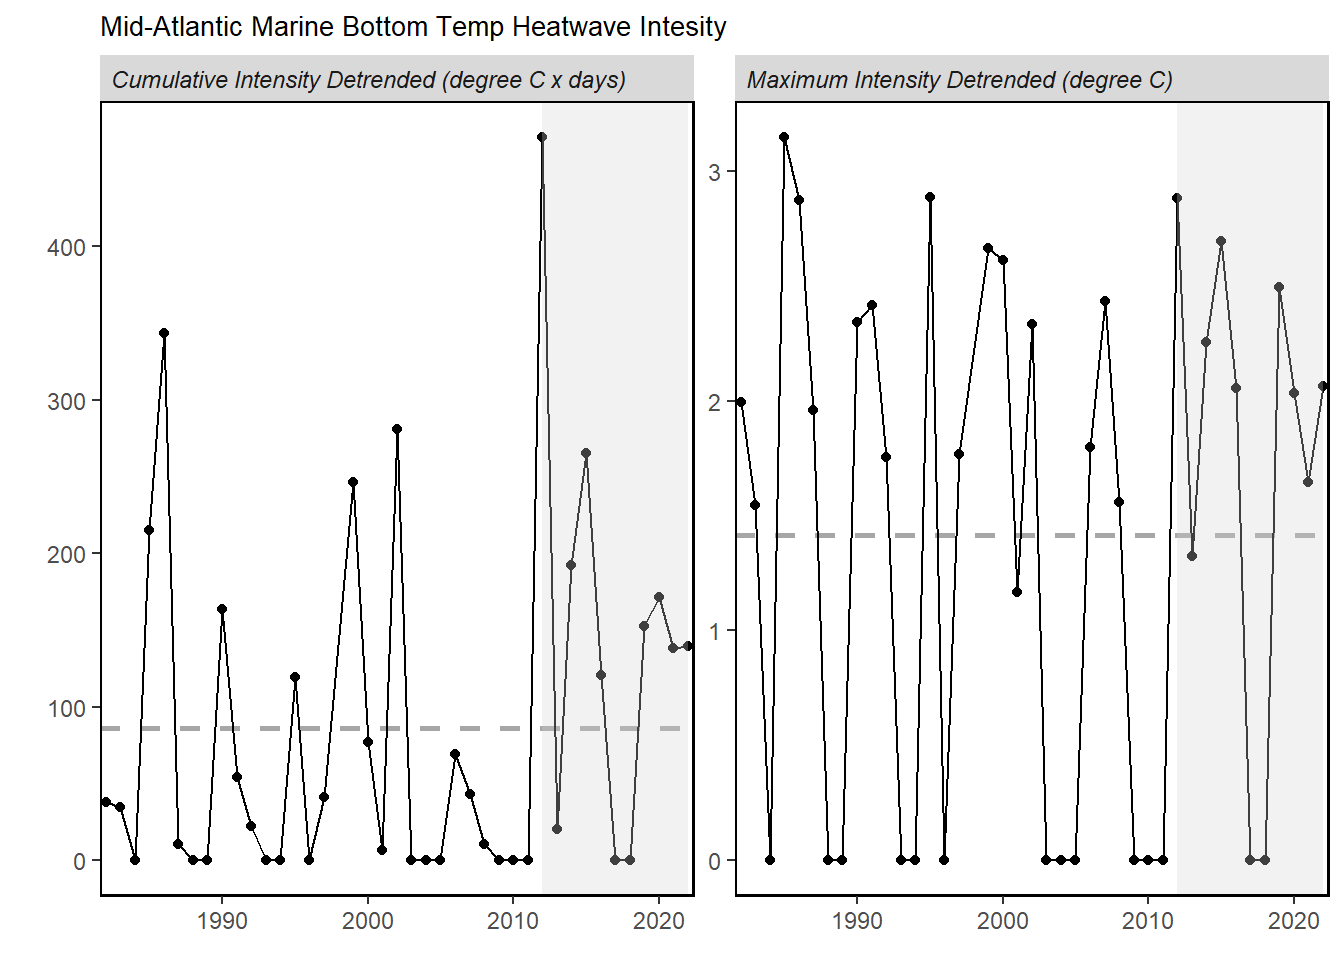 Mid-Atlantic Marine Bottom Temp Heatwave Intesity
Cumulative Intensity Detrended (degree C x days)
400
300
200
100
0
1990 2000 2010 2020
Maximum Intensity Detrended (degree C)
3
2
1
0
1990 2000 2010 2020